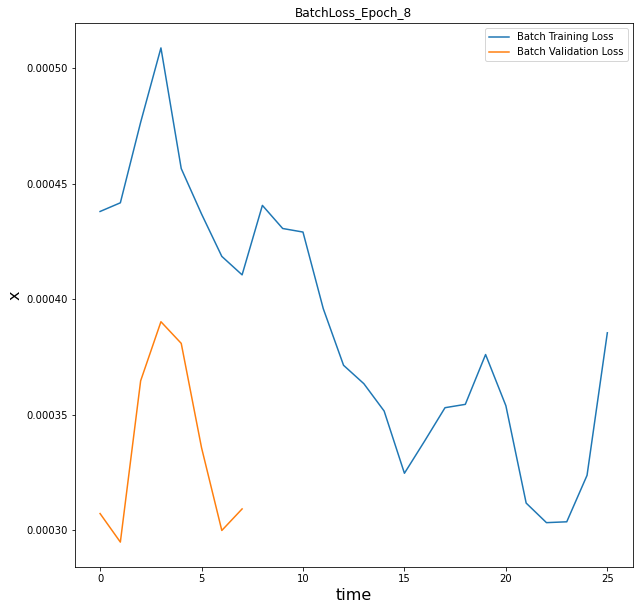 BatchLoss_Epoch_8
Batch Training Loss
Batch Validation Loss
0.00050
0.00045
0.00040
0.00035
0.00030
x
0 5 10 15 20 25
time